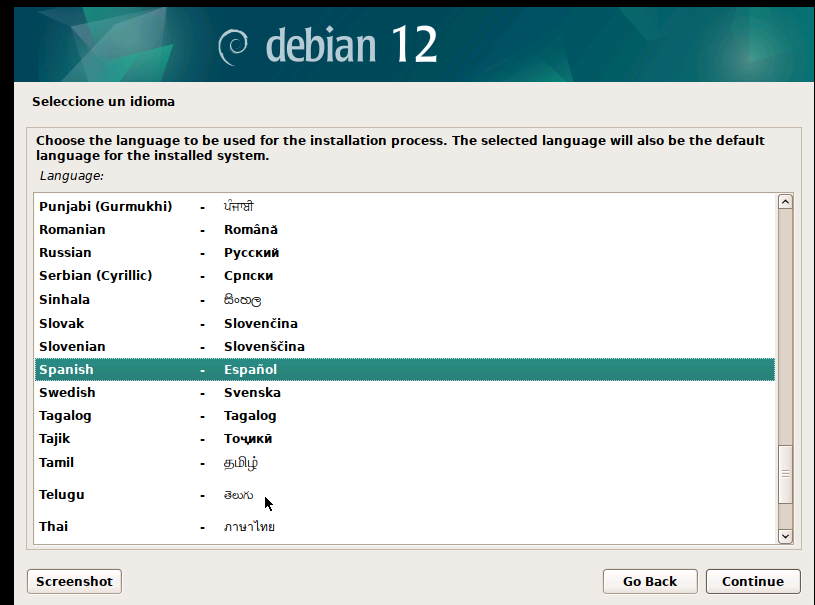 debian 12
Seleccione un idioma
Choose the language to be used for the installation process. The selected language will also be the default
language for the installed system.
Language:
Punjabi (Gurmukhi) - ਪੰਜਾਬੀ
Romanian - Română
Russian - Русский
Serbian (Cyrillic) - Српски
Sinhala - සිංහල
Slovak - Slovenčina
Slovenian - Slovenščina
Spanish - Español
Swedish - Svenska
Tagalog - Tagalog
Tajik - Тоҷикӣ
Tamil - தமிழ்
Telugu - తెలుగు
Thai - ภาษาไทย
Screenshot Go Back Continue